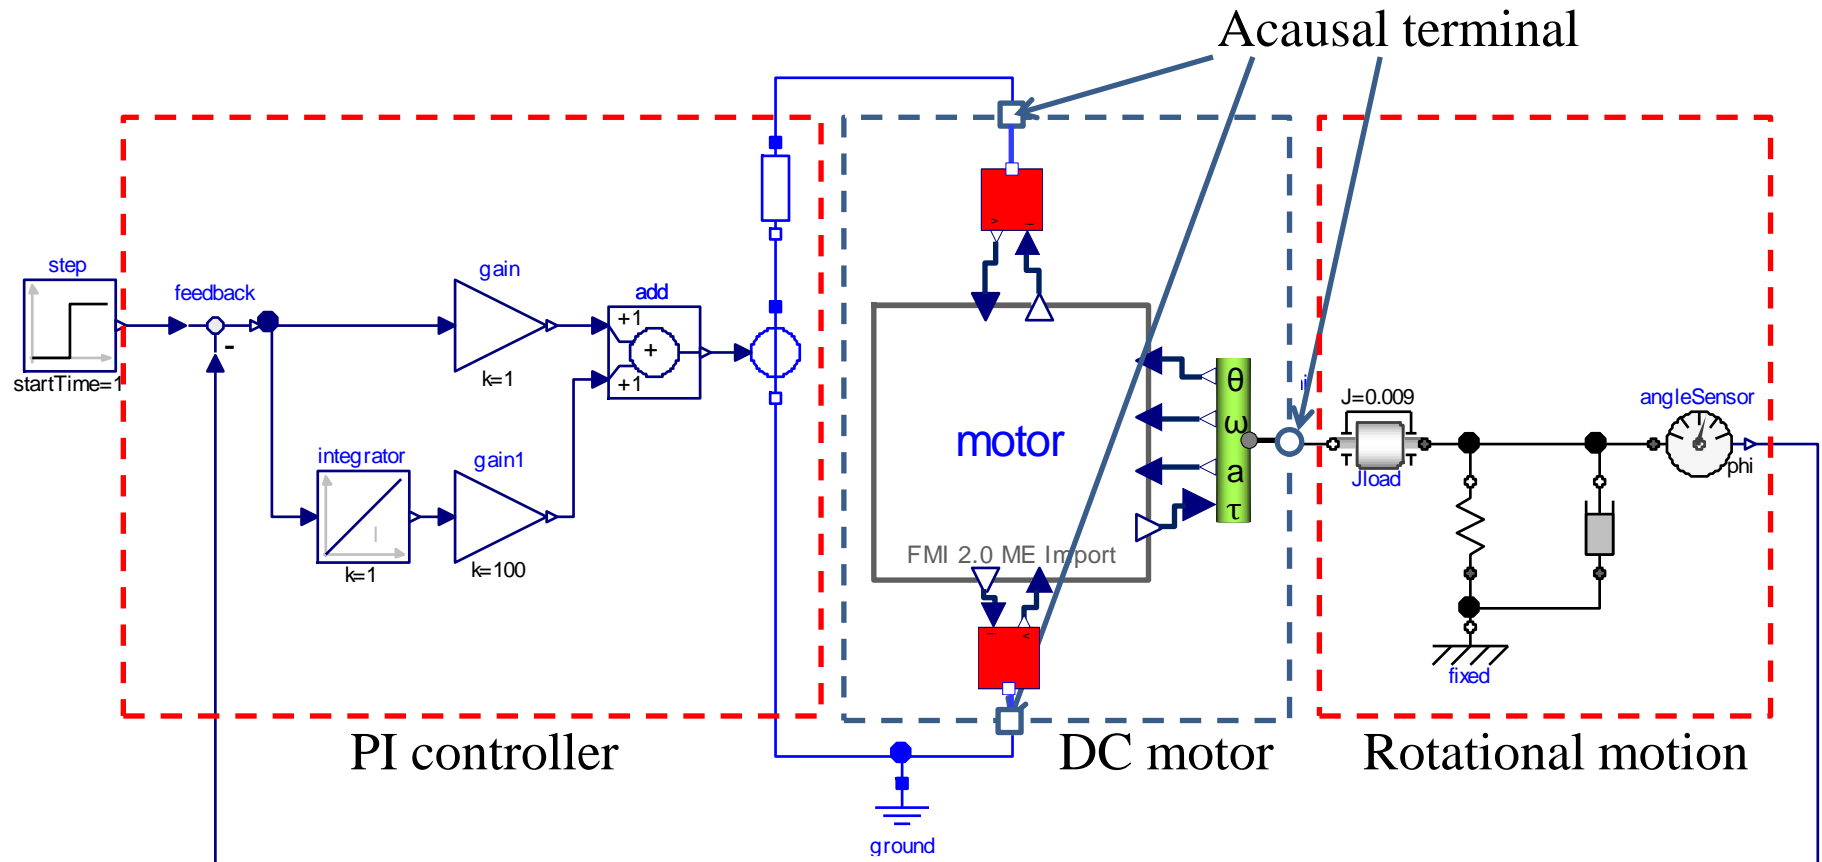 Acausal terminal
step
startTime=1
feedback
-
gain
k=1
add
+1
+
+1
integrator
I
k=1
gain1
k=100
motor
FMI 2.0 ME Import
θ
ω
a
τ
J=0.009
Jload
angleSensor
phi
fixed
PI controller
DC motor
Rotational motion
ground